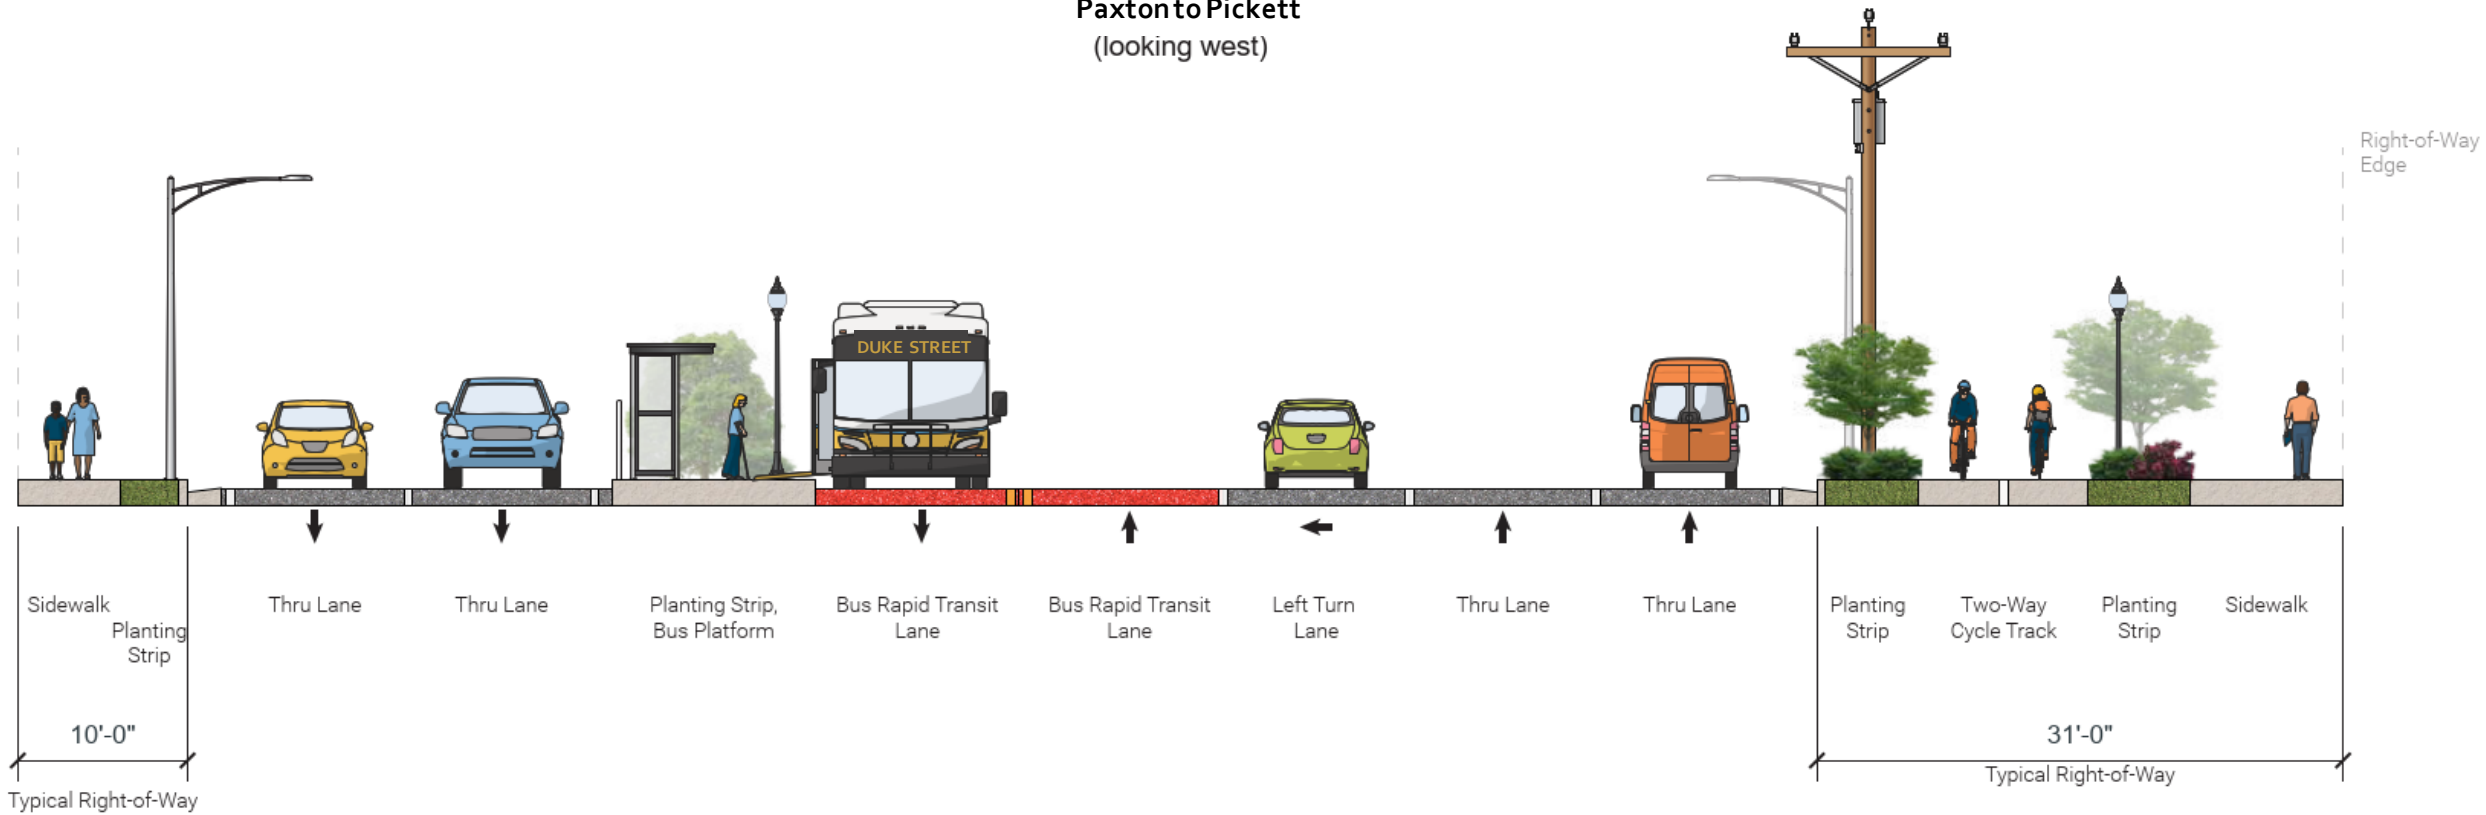 Paxton to Pickett
(looking west)
Right-of-Way
Edge
DUKE STREET
Sidewalk
Planting
Strip
Thru Lane
Thru Lane
Planting Strip,
Bus Platform
Bus Rapid Transit
Lane
Bus Rapid Transit
Lane
Left Turn
Lane
Thru Lane
Thru Lane
Planting
Strip
Two-Way
Cycle Track
Planting
Strip
Sidewalk
10'-0"
Typical Right-of-Way
31'-0"
Typical Right-of-Way